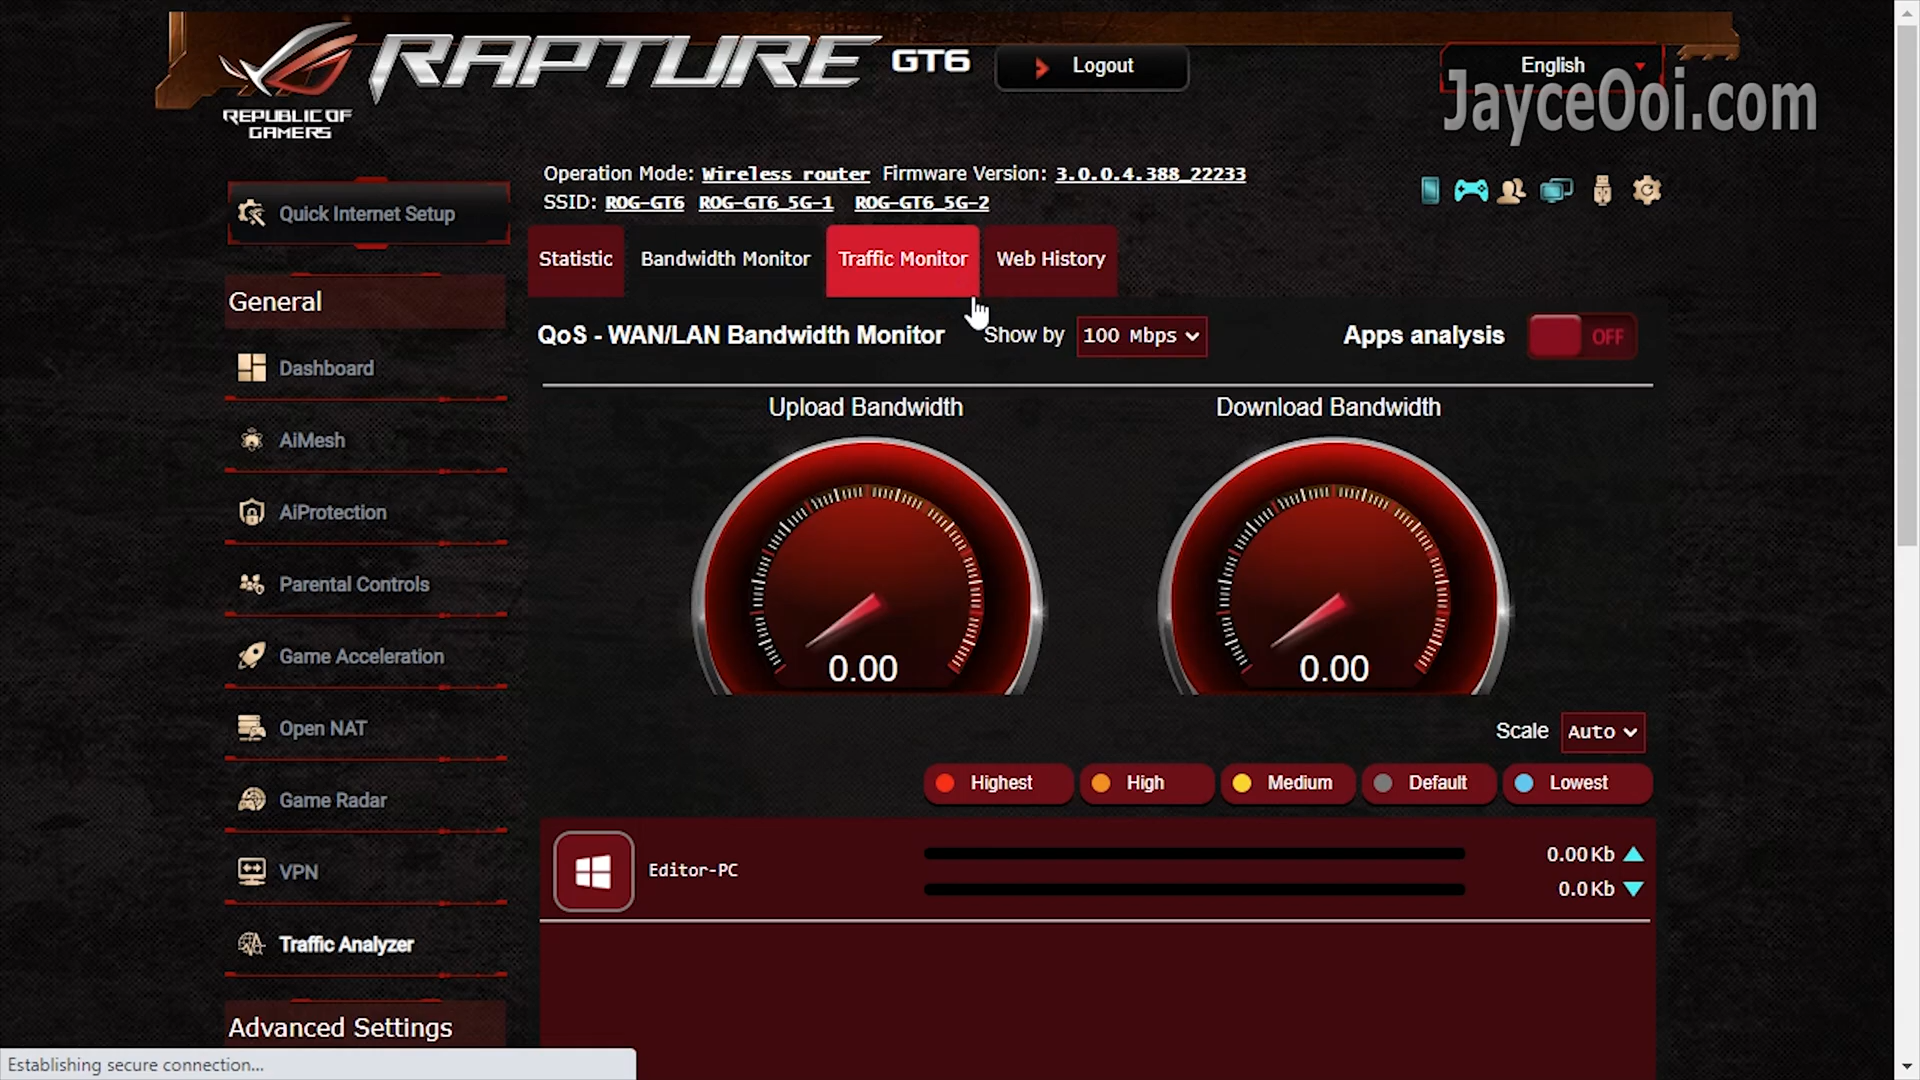 RAPTURE GT6
Logout
English
JayceOoi.com
REPUBLIC OF
GAMERS
Operation Mode: Wireless router Firmware Version: 3.0.0.4.388_22233
SSID: ROG-GT6 ROG-GT6_5G-1 ROG-GT6_5G-2
Quick Internet Setup
Statistic
Bandwidth Monitor
Traffic Monitor
Web History
General
QoS - WAN/LAN Bandwidth Monitor
Show by
100 Mbps
Apps analysis
OFF
Dashboard
AiMesh
AiProtection
Parental Controls
Game Acceleration
Open NAT
Game Radar
VPN
Traffic Analyzer
Advanced Settings
Upload Bandwidth
Download Bandwidth
0.00
0.00
Scale
Auto
Highest
High
Medium
Default
Lowest
Editor-PC
0.00 Kb
0.0 Kb
Establishing secure connection...